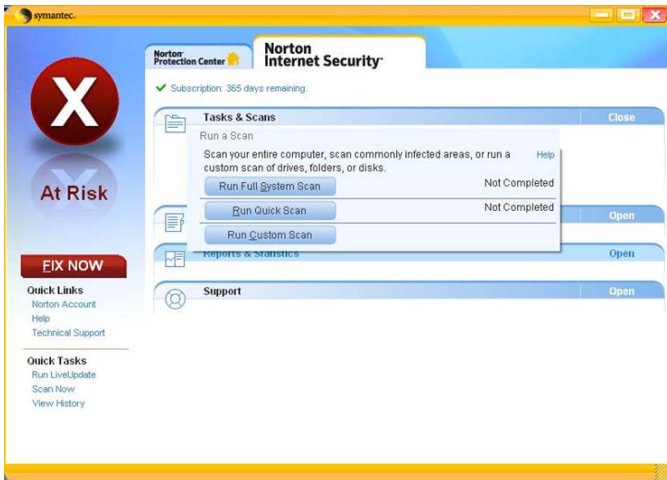 symantec.
Norton
Protection Center
Norton
Internet Security
Subscription: 365 days remaining.
X
At Risk
FIX NOW
Quick Links
Norton Account
Help
Technical Support
Quick Tasks
Run LiveUpdate
Scan Now
View History
Tasks & Scans Close
Run a Scan
Scan your entire computer, scan commonly infected areas, or run a Help
custom scan of drives, folders, or disks.
Run Full System Scan Not Completed
Run Quick Scan Not Completed
Open
Run Custom Scan
Reports & Statistics Open
Support Open